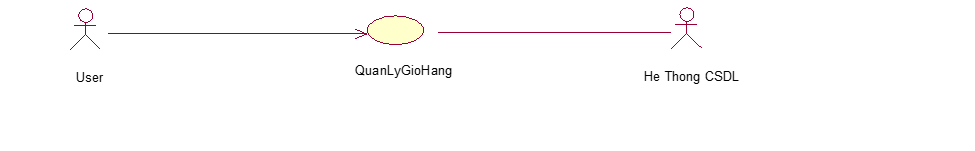 User
QuanLyGioHang
He Thong CSDL